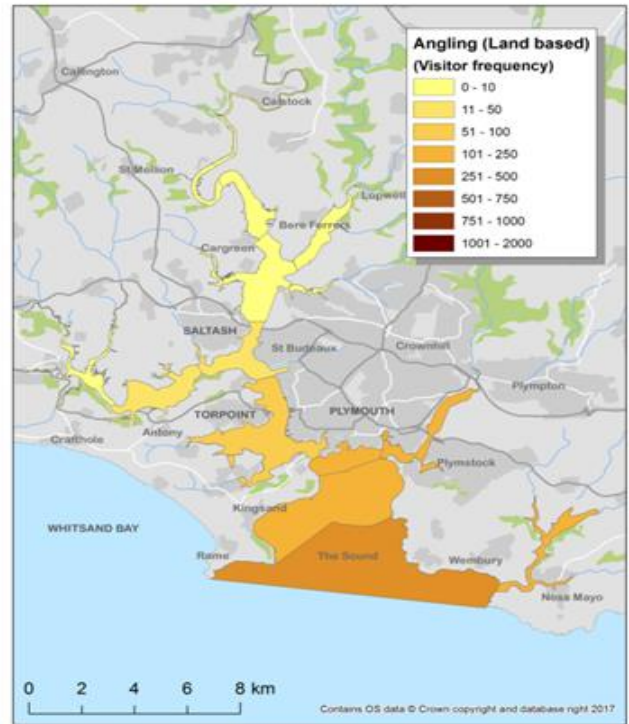 Angling (Land based)
(Visitor frequency)
0 - 10
11 - 50
51 - 100
101 - 250
251 - 500
501 - 750
751 - 1000
1001 - 2000
Callington
Calstock
St Mellion
Lopwell
Bere Ferrers
Cargreen
SALTASH
St Budeaux
Crownhill
Plympton
TORPOINT
PLYMOUTH
Antony
Crafthole
Plymstock
Kingsand
WHITSAND BAY
Rame
The Sound
Wembury
Noss Mayo
0 2 4 6 8 km
Contains OS data © Crown copyright and database right 2017